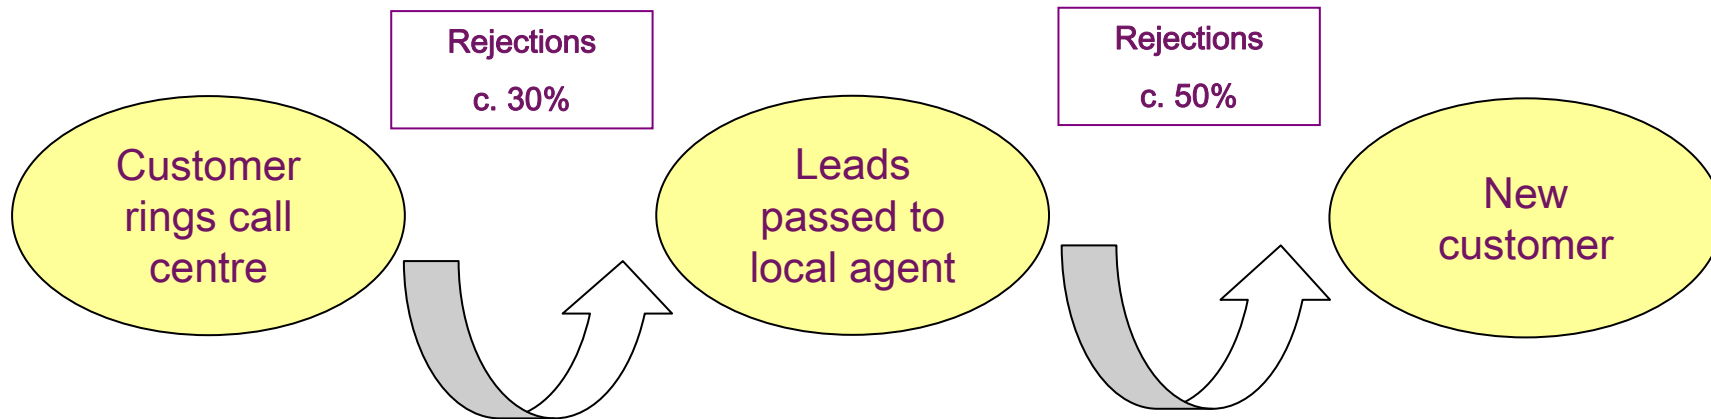 Rejections
c. 30%
Rejections
c. 50%
Customer
rings call
centre
Leads
passed to
local agent
New
customer